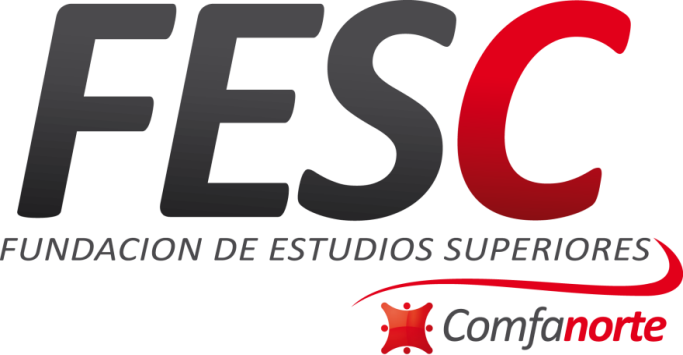 FESC
FUNDACION DE ESTUDIOS SUPERIORES
Comfanorte